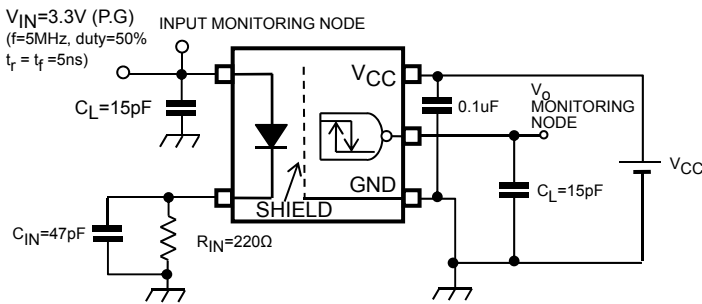 VIN=3.3V (P.G)
(f=5MHz, duty=50%
tr = tf =5ns)
INPUT MONITORING NODE
CL=15pF
VCC
GND
SHIELD
0.1uF
Vo
MONITORING
NODE
CL=15pF
VCC
CIN=47pF
RIN=220Ω